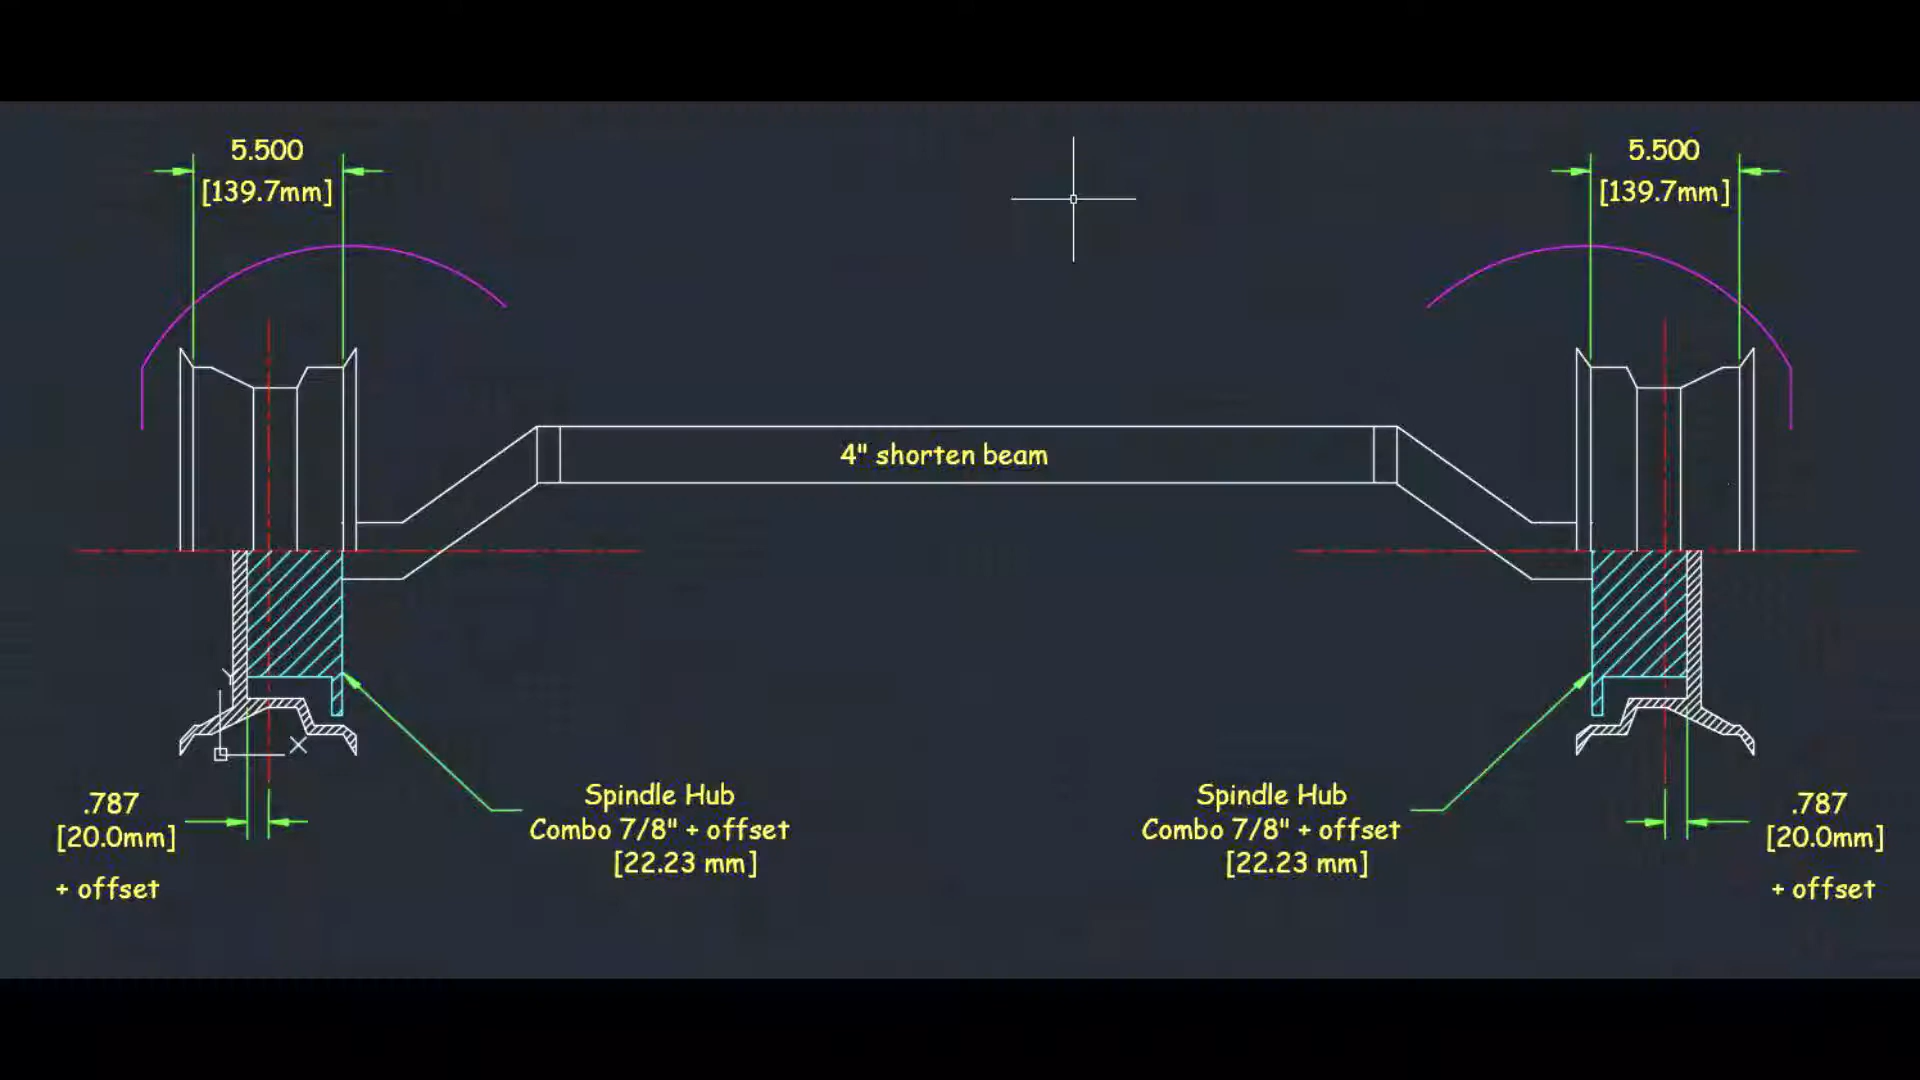 5.500
[139.7mm]
5.500
[139.7mm]
4" shorten beam
Y
X
.787
[20.0mm]
+ offset
Spindle Hub
Combo 7/8" + offset
[22.23 mm]
Spindle Hub
Combo 7/8" + offset
[22.23 mm]
.787
[20.0mm]
+ offset